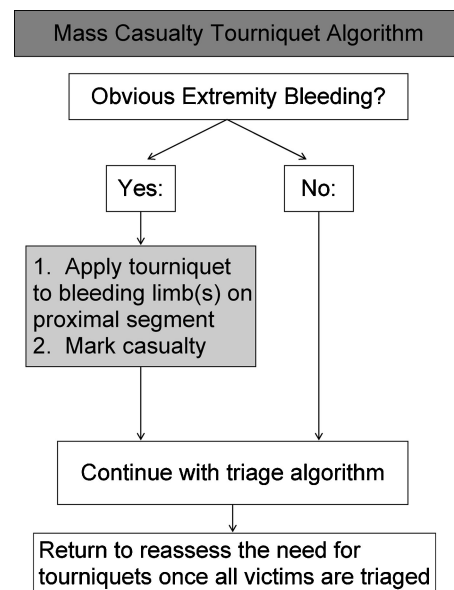 Mass Casualty Tourniquet Algorithm
Obvious Extremity Bleeding?
Yes:
No:
1. Apply tourniquet
to bleeding limb(s) on
proximal segment
2. Mark casualty
Continue with triage algorithm
Return to reassess the need for
tourniquets once all victims are triaged